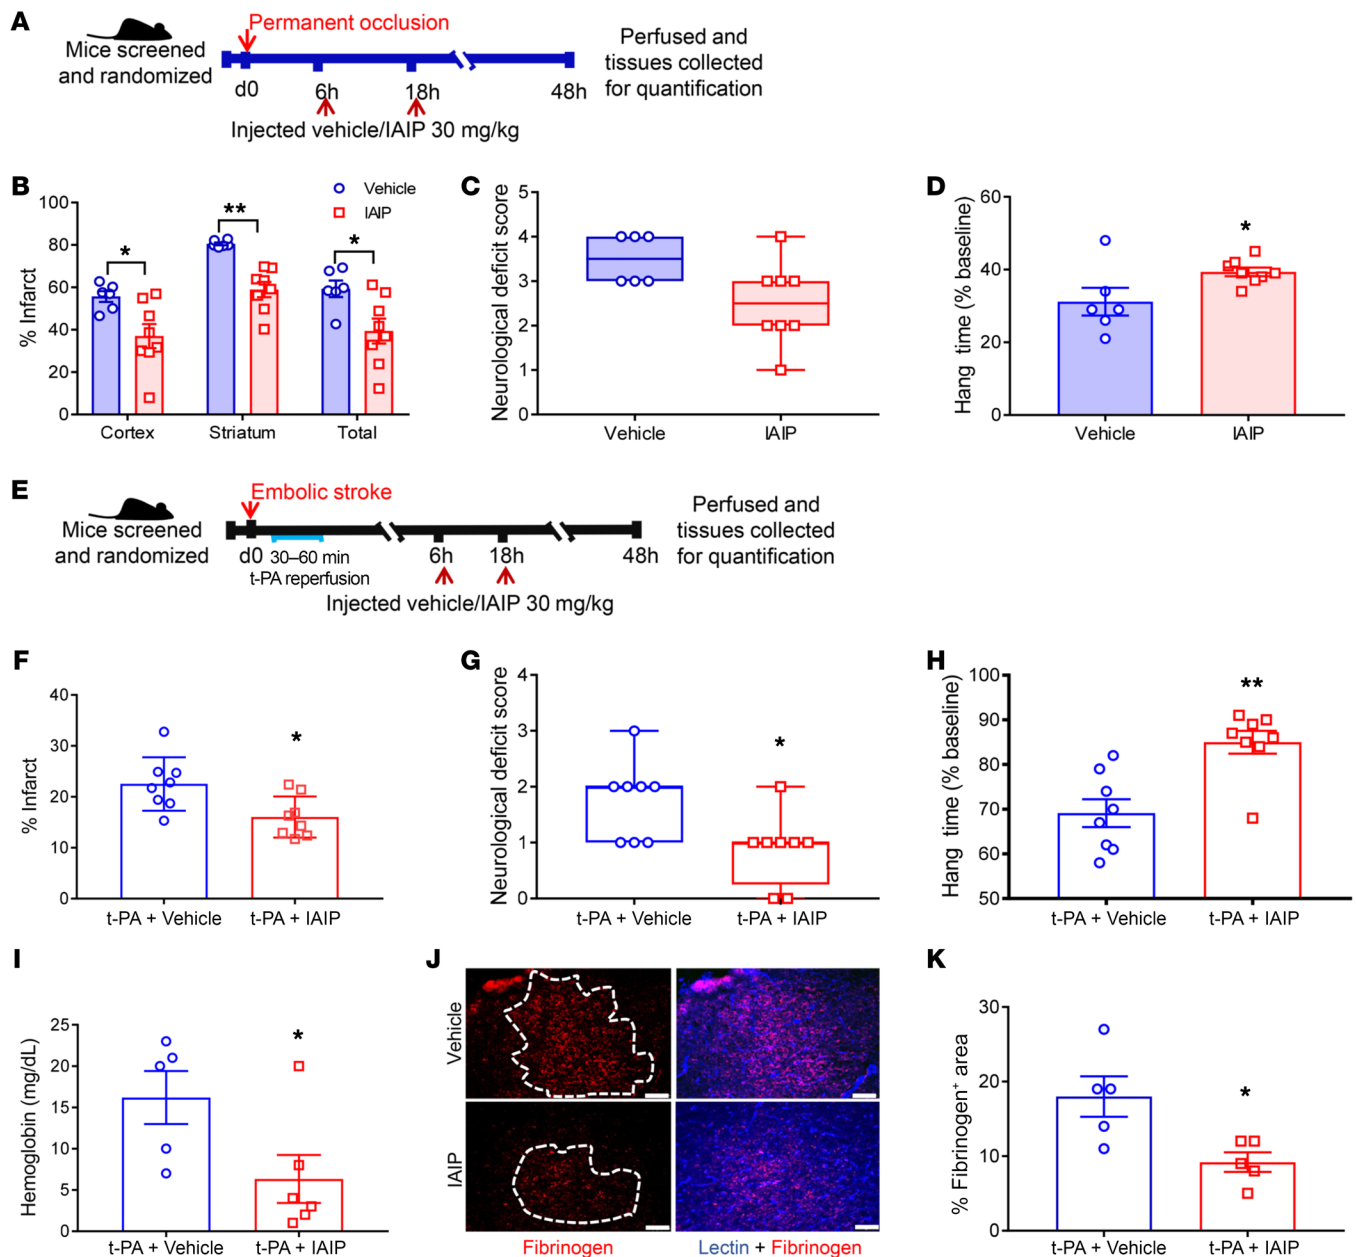 A
Mice screened
and randomized
Permanent occlusion
d0
6h
18h
48h
Injected vehicle/IAIP 30 mg/kg
Perfused and
tissues collected
for quantification
B
% Infarct
100
80
60
40
20
0
*
**
*
Vehicle
IAIP
Cortex
Striatum
Total
C
Neurological deficit score
5
4
3
2
1
0
Vehicle
IAIP
D
Hang time (% baseline)
60
40
20
0
*
Vehicle
IAIP
E
Mice screened
and randomized
Embolic stroke
d0
30–60 min
t-PA reperfusion
6h
18h
48h
Injected vehicle/IAIP 30 mg/kg
Perfused and
tissues collected
for quantification
F
% Infarct
40
30
20
10
0
*
t-PA + Vehicle
t-PA + IAIP
G
Neurological deficit score
4
3
2
1
0
*
t-PA + Vehicle
t-PA + IAIP
H
Hang time (% baseline)
100
90
80
70
60
50
**
t-PA + Vehicle
t-PA + IAIP
I
Hemoglobin (mg/dL)
25
20
15
10
5
0
*
t-PA + Vehicle
t-PA + IAIP
J
Vehicle
IAIP
Fibrinogen
Lectin + Fibrinogen
K
% Fibrinogen⁺ area
30
20
10
0
*
t-PA + Vehicle
t-PA + IAIP